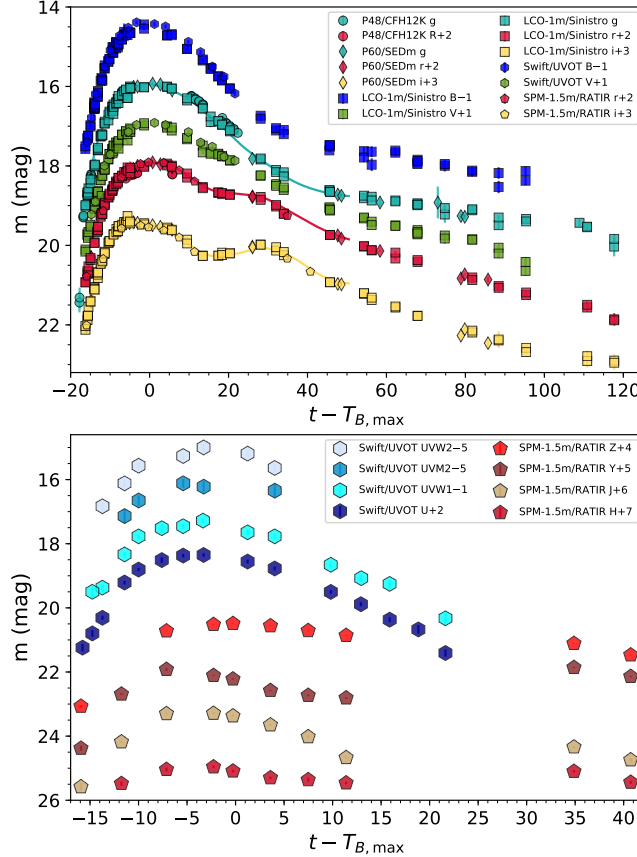 14
16
18
20
22
m (mag)
P48/CFH12K g
P48/CFH12K R+2
P60/SEDm g
P60/SEDm r+2
P60/SEDm i+3
LCO-1m/Sinistro B−1
LCO-1m/Sinistro V+1
LCO-1m/Sinistro g
LCO-1m/Sinistro r+2
LCO-1m/Sinistro i+3
Swift/UVOT B−1
Swift/UVOT V+1
SPM-1.5m/RATIR r+2
SPM-1.5m/RATIR i+3
−20 0 20 40 60 80 100 120
t − T_{B, max}
16
18
20
22
24
26
m (mag)
Swift/UVOT UVW2−5
Swift/UVOT UVM2−5
Swift/UVOT UVW1−1
Swift/UVOT U+2
SPM-1.5m/RATIR Z+4
SPM-1.5m/RATIR Y+5
SPM-1.5m/RATIR J+6
SPM-1.5m/RATIR H+7
−15 −10 −5 0 5 10 15 20 25 30 35 40
t − T_{B, max}